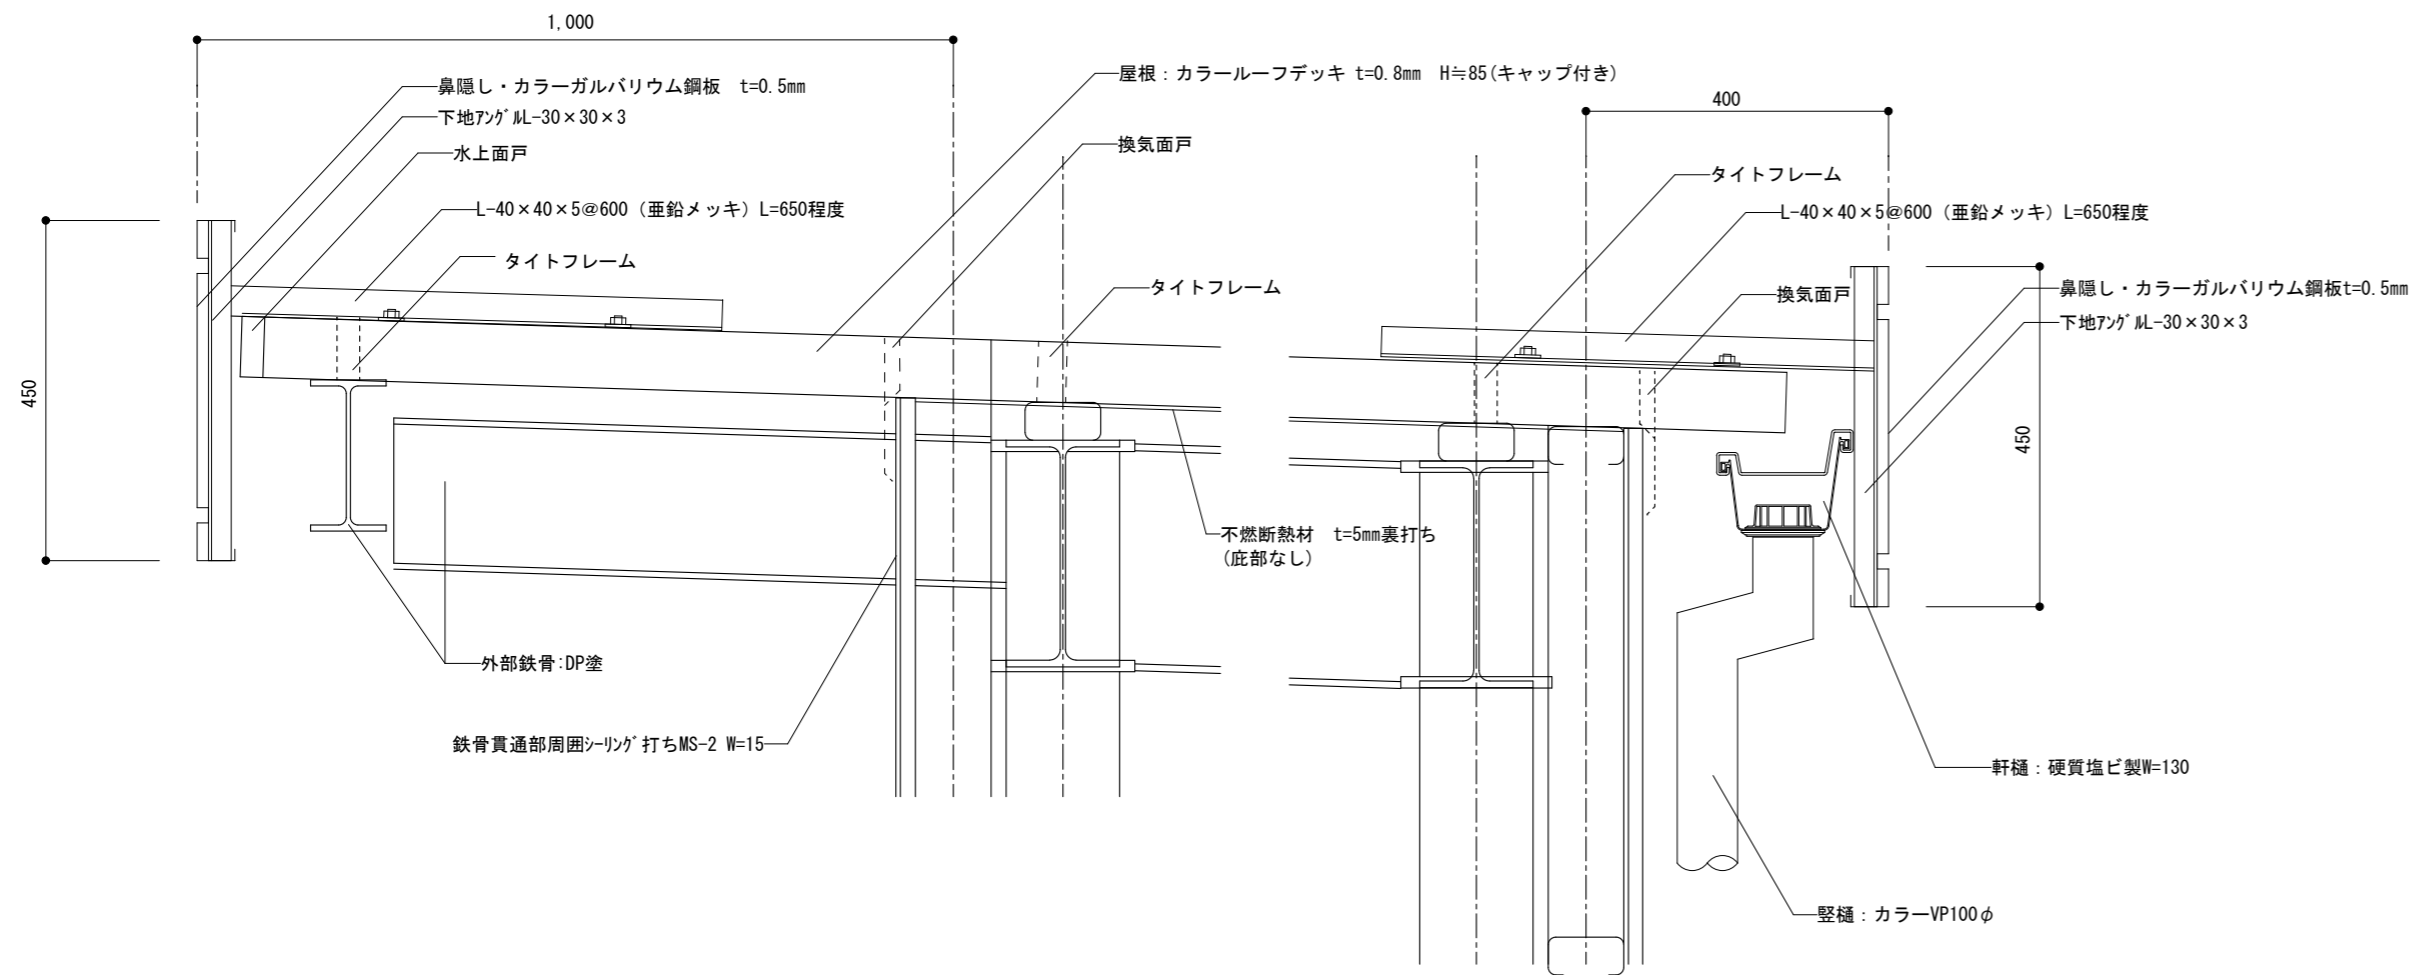 1,000
鼻隠し・カラーガルバリウム鋼板　t=0.5mm
下地ｱﾝｸﾞﾙL-30×30×3
水上面戸
L-40×40×5@600（亜鉛メッキ）L=650程度
タイトフレーム
450
屋根：カラールーフデッキ t=0.8mm　H≒85(キャップ付き)
換気面戸
タイトフレーム
不燃断熱材　t=5mm裏打ち
(庇部なし)
外部鉄骨:DP塗
鉄骨貫通部周囲ｼｰﾘﾝｸﾞ打ちMS-2 W=15
400
タイトフレーム
L-40×40×5@600（亜鉛メッキ）L=650程度
換気面戸
鼻隠し・カラーガルバリウム鋼板t=0.5mm
下地ｱﾝｸﾞﾙL-30×30×3
450
軒樋：硬質塩ビ製W=130
竪樋：カラーVP100φ